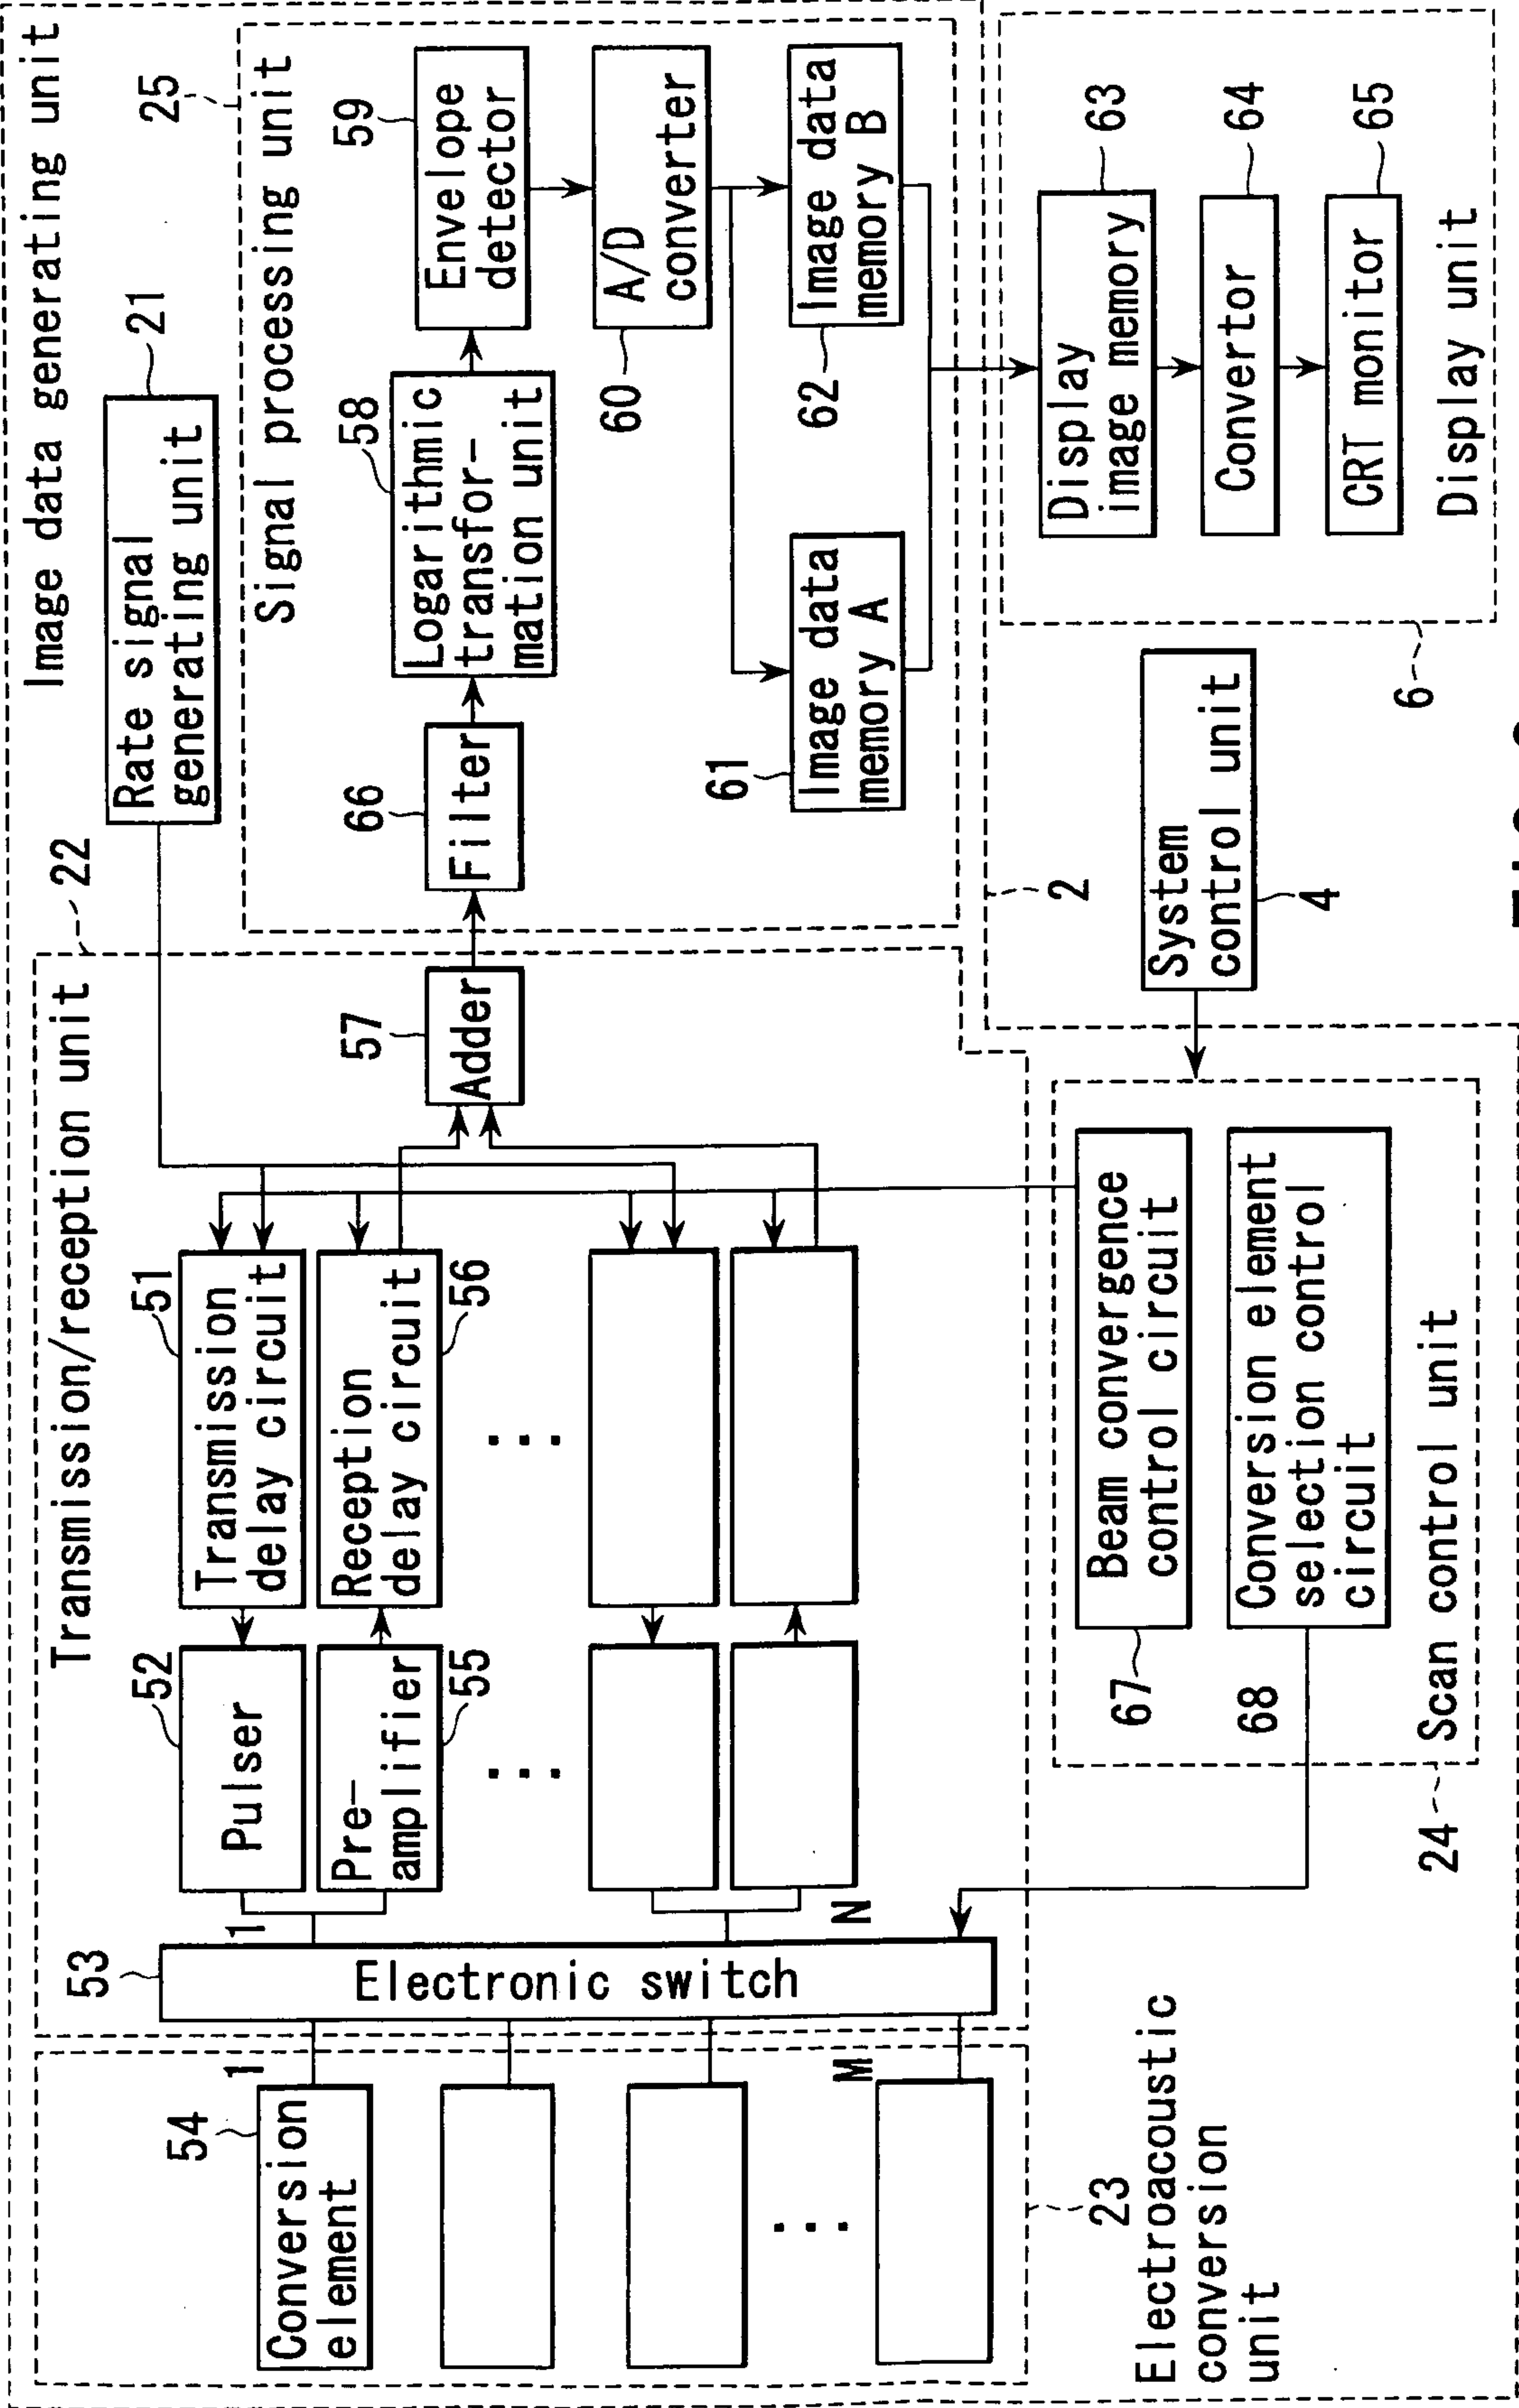 Image data generating unit
Transmission/reception unit
22
Rate signal
generating unit
21
25
Signal processing unit
53
Electronic switch
54
Conversion
element
1
M
...
23
Electroacoustic
conversion
unit
1
N
52
Pulser
Pre-
amplifier
55
...
51
Transmission
delay circuit
Reception
delay circuit
56
...
57
Adder
66
Filter
58
Logarithmic
transfor-
mation unit
59
Envelope
detector
60
A/D
converter
61
Image data
memory A
62
Image data
memory B
67
Beam convergence
control circuit
68
Conversion element
selection control
circuit
24
Scan control unit
2
System
control unit
4
Display
image memory
63
Convertor
64
CRT monitor
65
6
Display unit